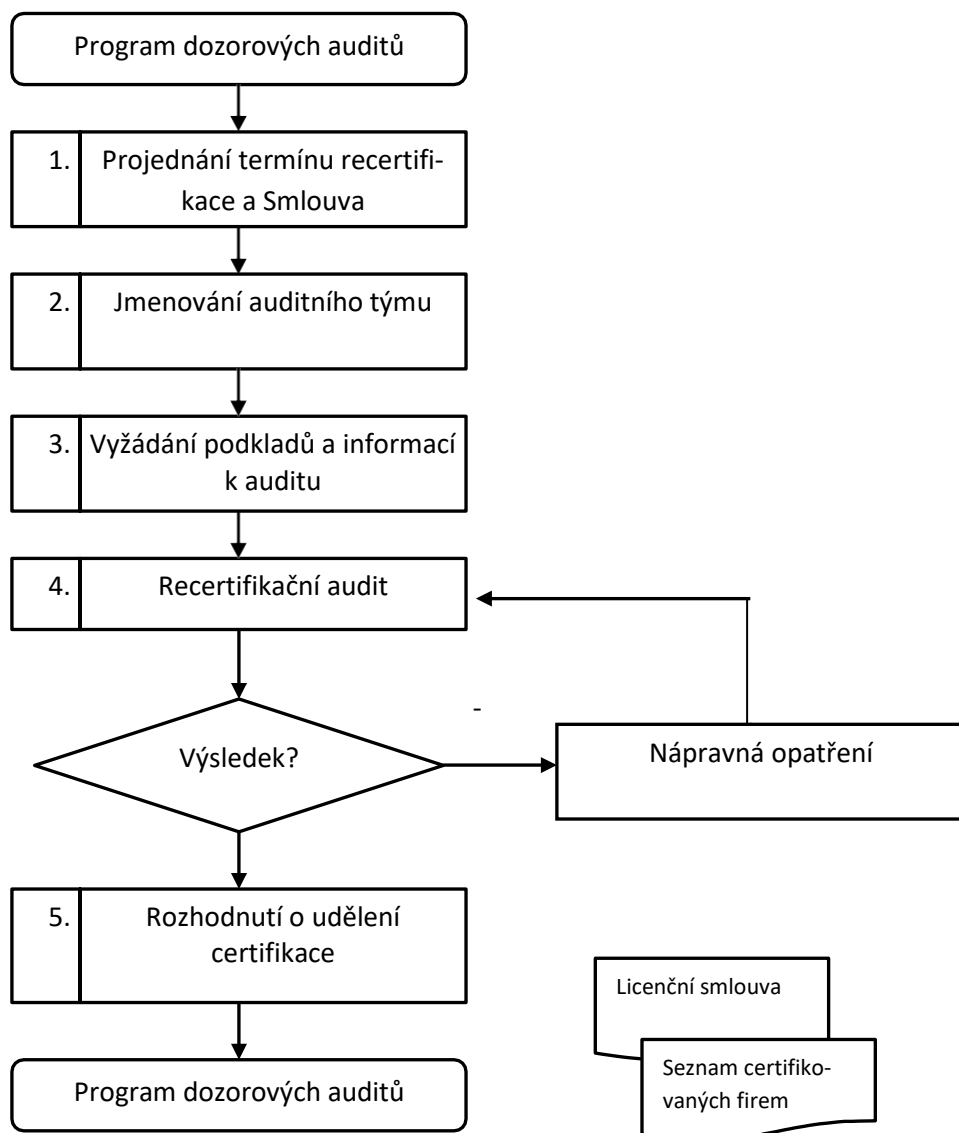 Program dozorových auditů
1. Projednání termínu recertifi-
kace a Smlouva
2. Jmenování auditního týmu
3. Vyžádání podkladů a informací
k auditu
4. Recertifikační audit
-
Výsledek?
Nápravná opatření
5. Rozhodnutí o udělení
certifikace
Licenční smlouva
Seznam certifiko-
vaných firem
Program dozorových auditů